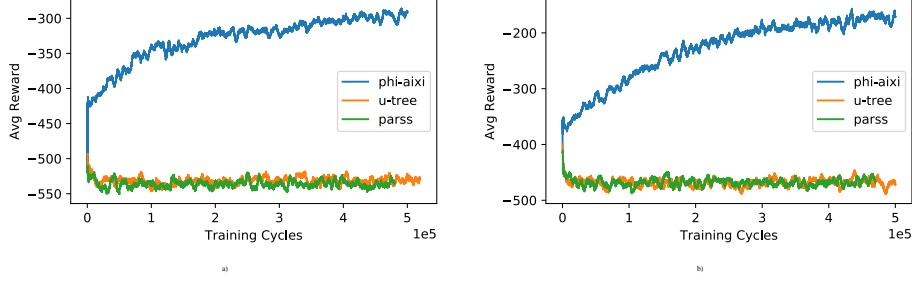 −300
−350
−400
−450
−500
−550
Avg Reward
phi-aixi
u-tree
parss
0
1
2
3
4
5
1e5
Training Cycles
a)
−200
−300
−400
−500
Avg Reward
phi-aixi
u-tree
parss
0
1
2
3
4
5
1e5
Training Cycles
b)